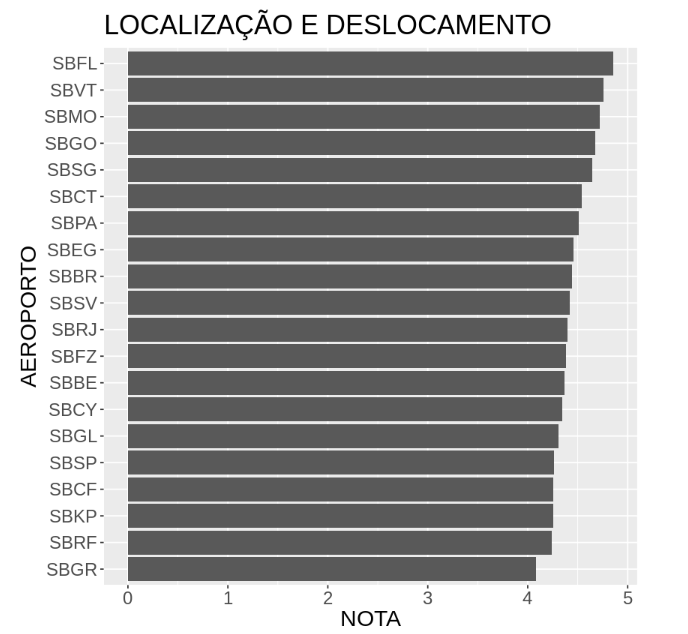 LOCALIZAÇÃO E DESLOCAMENTO
AEROPORTO
SBFL
SBVT
SBMO
SBGO
SBSG
SBCT
SBPA
SBEG
SBBR
SBSV
SBRJ
SBFZ
SBBE
SBCY
SBGL
SBSP
SBCF
SBKP
SBRF
SBGR
0 1 2 3 4 5
NOTA